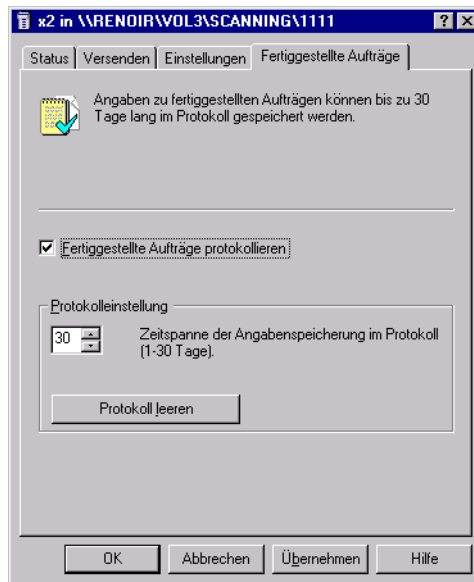 x2 in \\RENOIR\VOL3\SCANNING\1111
Status Versenden Einstellungen Fertiggestellte Aufträge
Angaben zu fertiggestellten Aufträgen können bis zu 30
Tage lang im Protokoll gespeichert werden.
Fertiggestellte Aufträge protokollieren
Protokolleinstellung
30 Zeitspanne der Angabenspeicherung im Protokoll
(1-30 Tage).
Protokoll leeren
OK Abbrechen Übernehmen Hilfe